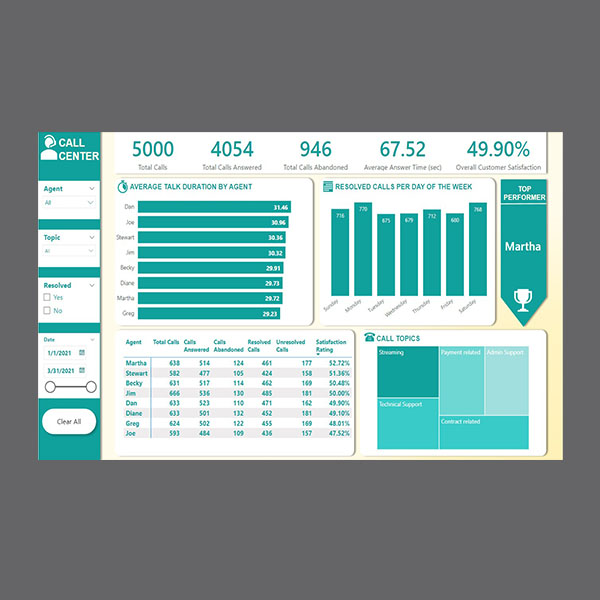 CALL
CENTER
5000
Total Calls
4054
Total Calls Answered
946
Total Calls Abandoned
67.52
Average Answer Time (sec)
49.90%
Overall Customer Satisfaction
Agent
All
Topic
All
Resolved
Yes
No
Date
1/1/2021
3/31/2021
Clear All
AVERAGE TALK DURATION BY AGENT
Dan 31.46
Joe 30.96
Stewart 30.36
Jim 30.32
Becky 29.91
Diane 29.73
Martha 29.72
Greg 29.23
RESOLVED CALLS PER DAY OF THE WEEK
716 770 675 679 712 680 768
Sunday Monday Tuesday Wednesday Thursday Friday Saturday
TOP
PERFORMER
Martha
Agent Total Calls Calls Answered Calls Abandoned Resolved Calls Unresolved Calls Satisfaction Rating
Martha 638 514 124 461 177 52.72%
Stewart 582 477 105 424 158 51.36%
Becky 631 517 114 462 169 50.48%
Jim 666 536 130 485 181 50.00%
Dan 633 523 110 471 162 49.90%
Diane 633 501 132 452 181 49.10%
Greg 624 502 122 455 169 48.01%
Joe 593 484 109 436 157 47.52%
CALL TOPICS
Streaming
Payment related
Admin Support
Technical Support
Contract related